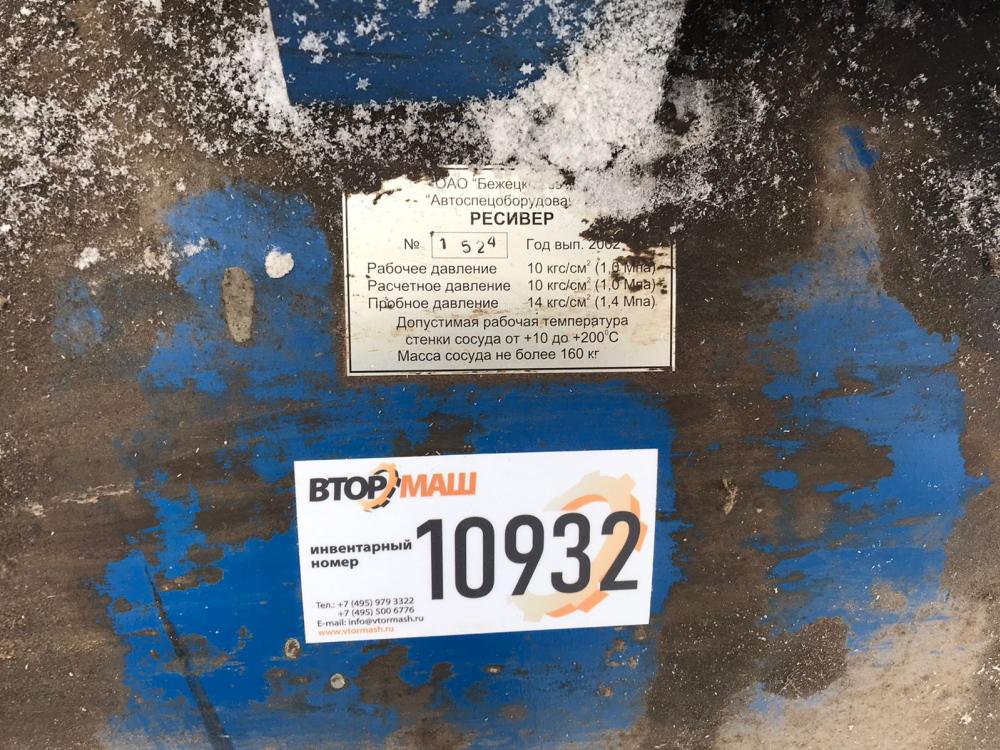 ОАО "Бежецк
"Автоспецоборудова
РЕСИВЕР
№ 1 524 Год вып. 2002
Рабочее давление 10 кгс/см² (1,0 Мпа)
Расчетное давление 10 кгс/см² (1,0 Мпа)
Пробное давление 14 кгс/см² (1,4 Мпа)
Допустимая рабочая температура
стенки сосуда от +10 до +200°С
Масса сосуда не более 160 кг
ВТОРМАШ
инвентарный
номер
10932
Тел.: +7 (495) 979 3322
+7 (495) 500 6776
E-mail: info@vtormash.ru
www.vtormash.ru